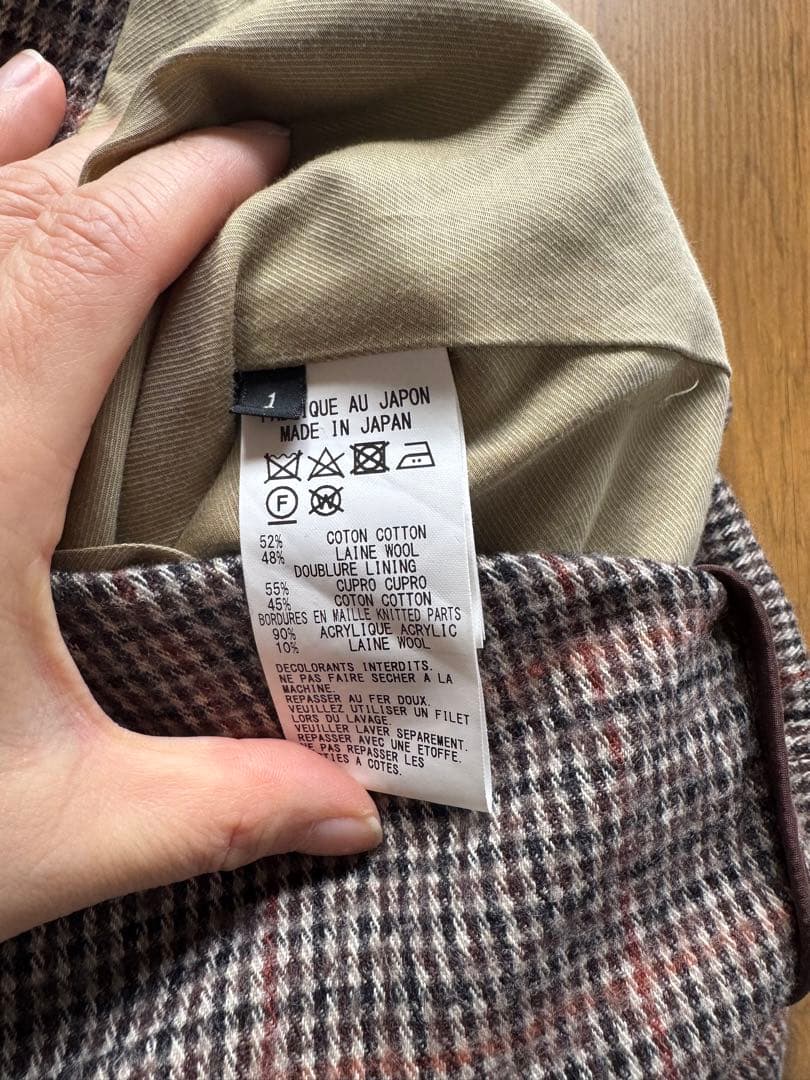 1
IQUE AU JAPON
MADE IN JAPAN
F W
52% COTON COTTON
48% LAINE WOOL
DOUBLURE LINING
55% CUPRO CUPRO
45% COTON COTTON
BORDURES EN MAILLE KNITTED PARTS
90% ACRYLIQUE ACRYLIC
10% LAINE WOOL
DECOLORANTS INTERDITS.
NE PAS FAIRE SECHER A LA
MACHINE.
REPASSER AU FER DOUX.
VEUILLEZ UTILISER UN FILET
LORS DU LAVAGE.
VEUILLER LAVER SEPAREMENT.
REPASSER AVEC UNE ETOFFE.
NE PAS REPASSER LES
TIES A COTES.